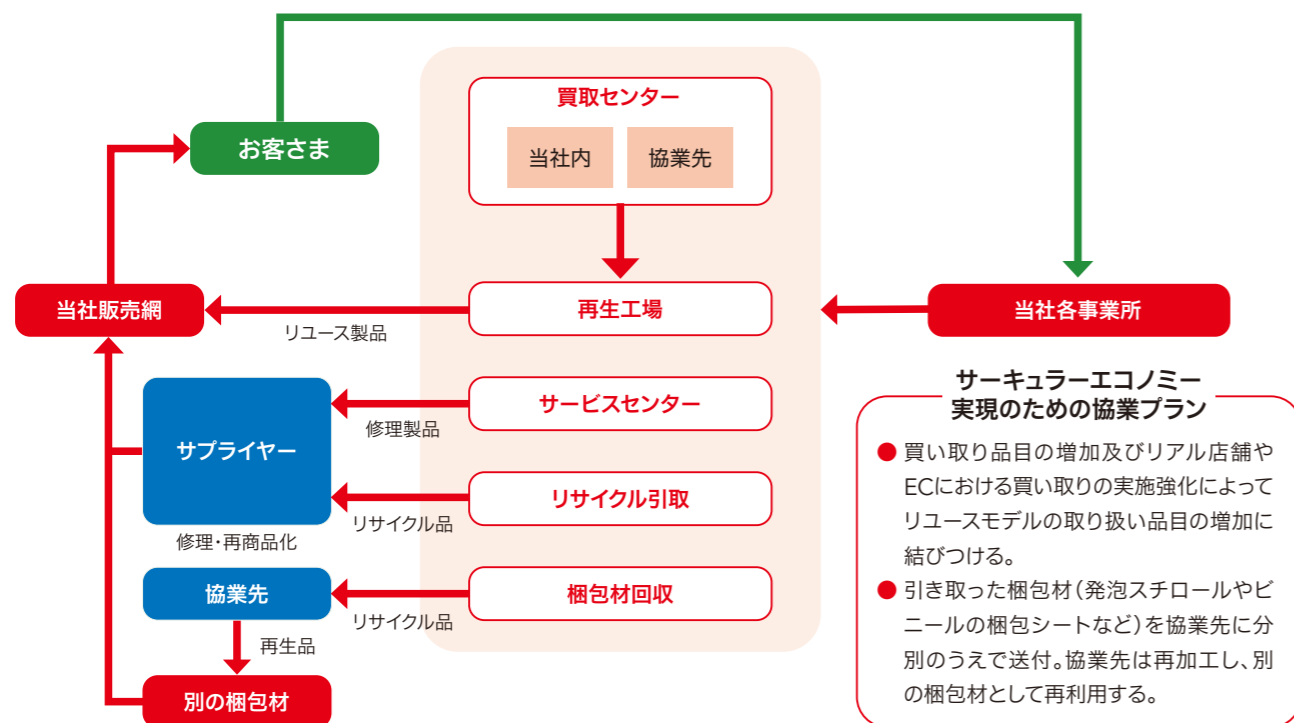 買取センター
当社内
協業先
お客さま
当社販売網
リユース製品
再生工場
当社各事業所
サプライヤー
修理・再商品化
修理製品
サービスセンター
リサイクル品
リサイクル引取
協業先
リサイクル品
梱包材回収
再生品
別の梱包材
サーキュラーエコノミー
実現のための協業プラン
● 買い取り品目の増加及びリアル店舗や
ECにおける買い取りの実施強化によって
リユースモデルの取り扱い品目の増加に
結びつける。
● 引き取った梱包材(発泡スチロールやビ
ニールの梱包シートなど)を協業先に分
別のうえで送付。協業先は再加工し、別
の梱包材として再利用する。